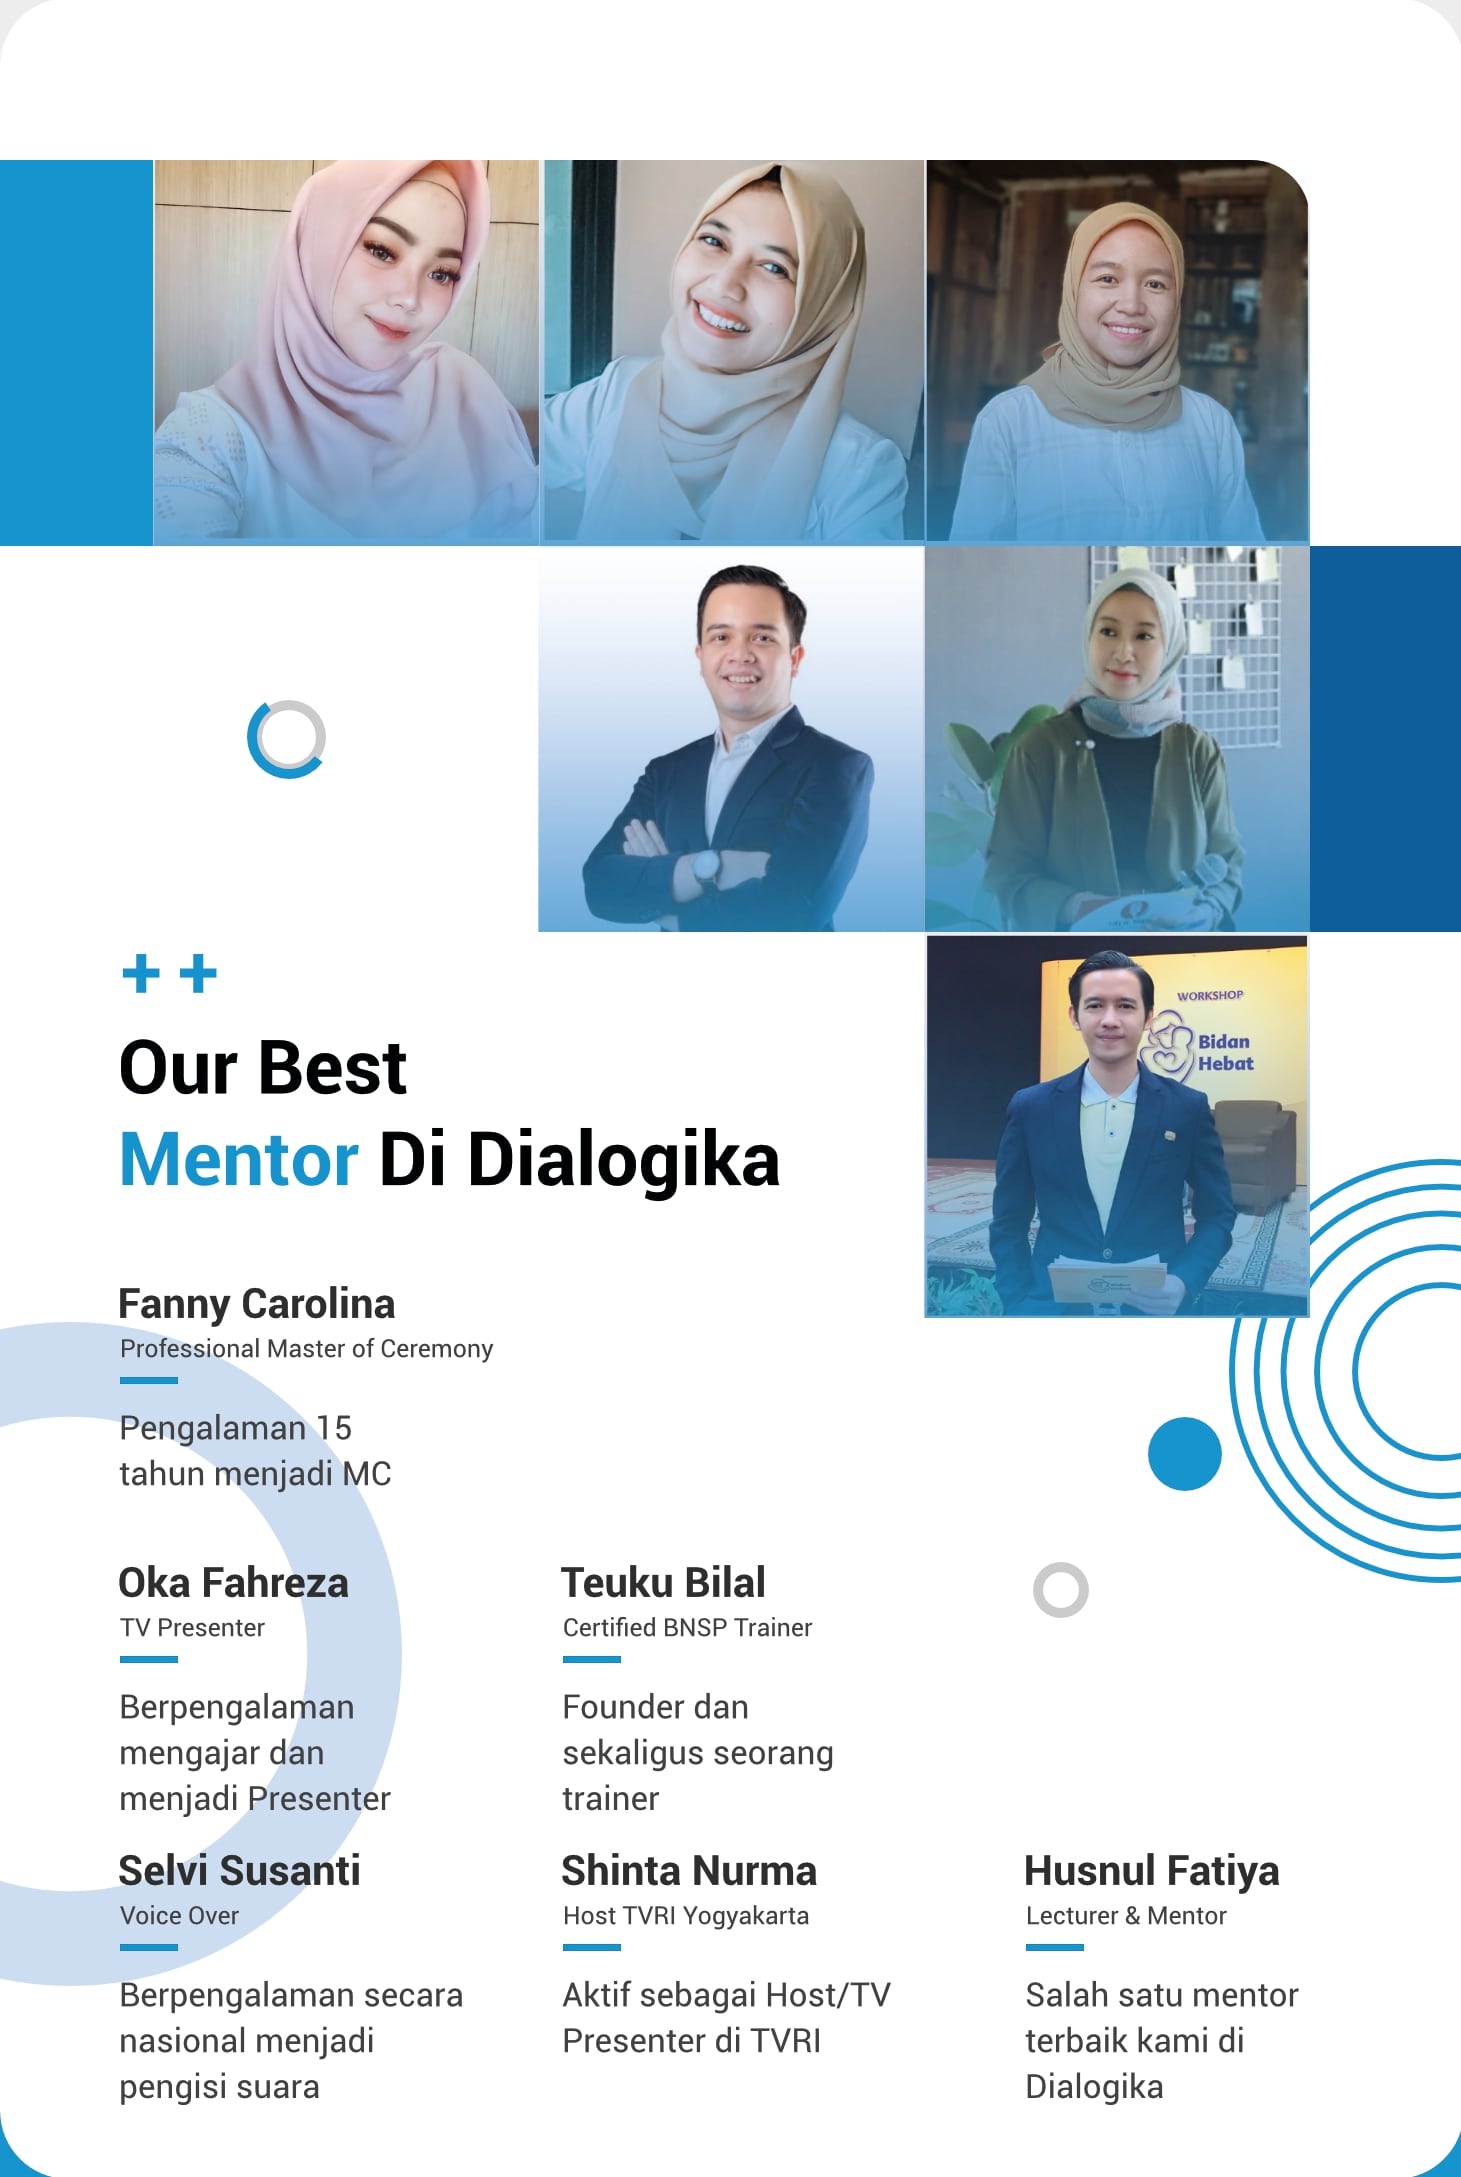 WORKSHOP
Bidan
Hebat
++
Our Best
Mentor Di Dialogika
Fanny Carolina
Professional Master of Ceremony
Pengalaman 15
tahun menjadi MC
Oka Fahreza
TV Presenter
Berpengalaman
mengajar dan
menjadi Presenter
Teuku Bilal
Certified BNSP Trainer
Founder dan
sekaligus seorang
trainer
Selvi Susanti
Voice Over
Berpengalaman secara
nasional menjadi
pengisi suara
Shinta Nurma
Host TVRI Yogyakarta
Aktif sebagai Host/TV
Presenter di TVRI
Husnul Fatiya
Lecturer & Mentor
Salah satu mentor
terbaik kami di
Dialogika